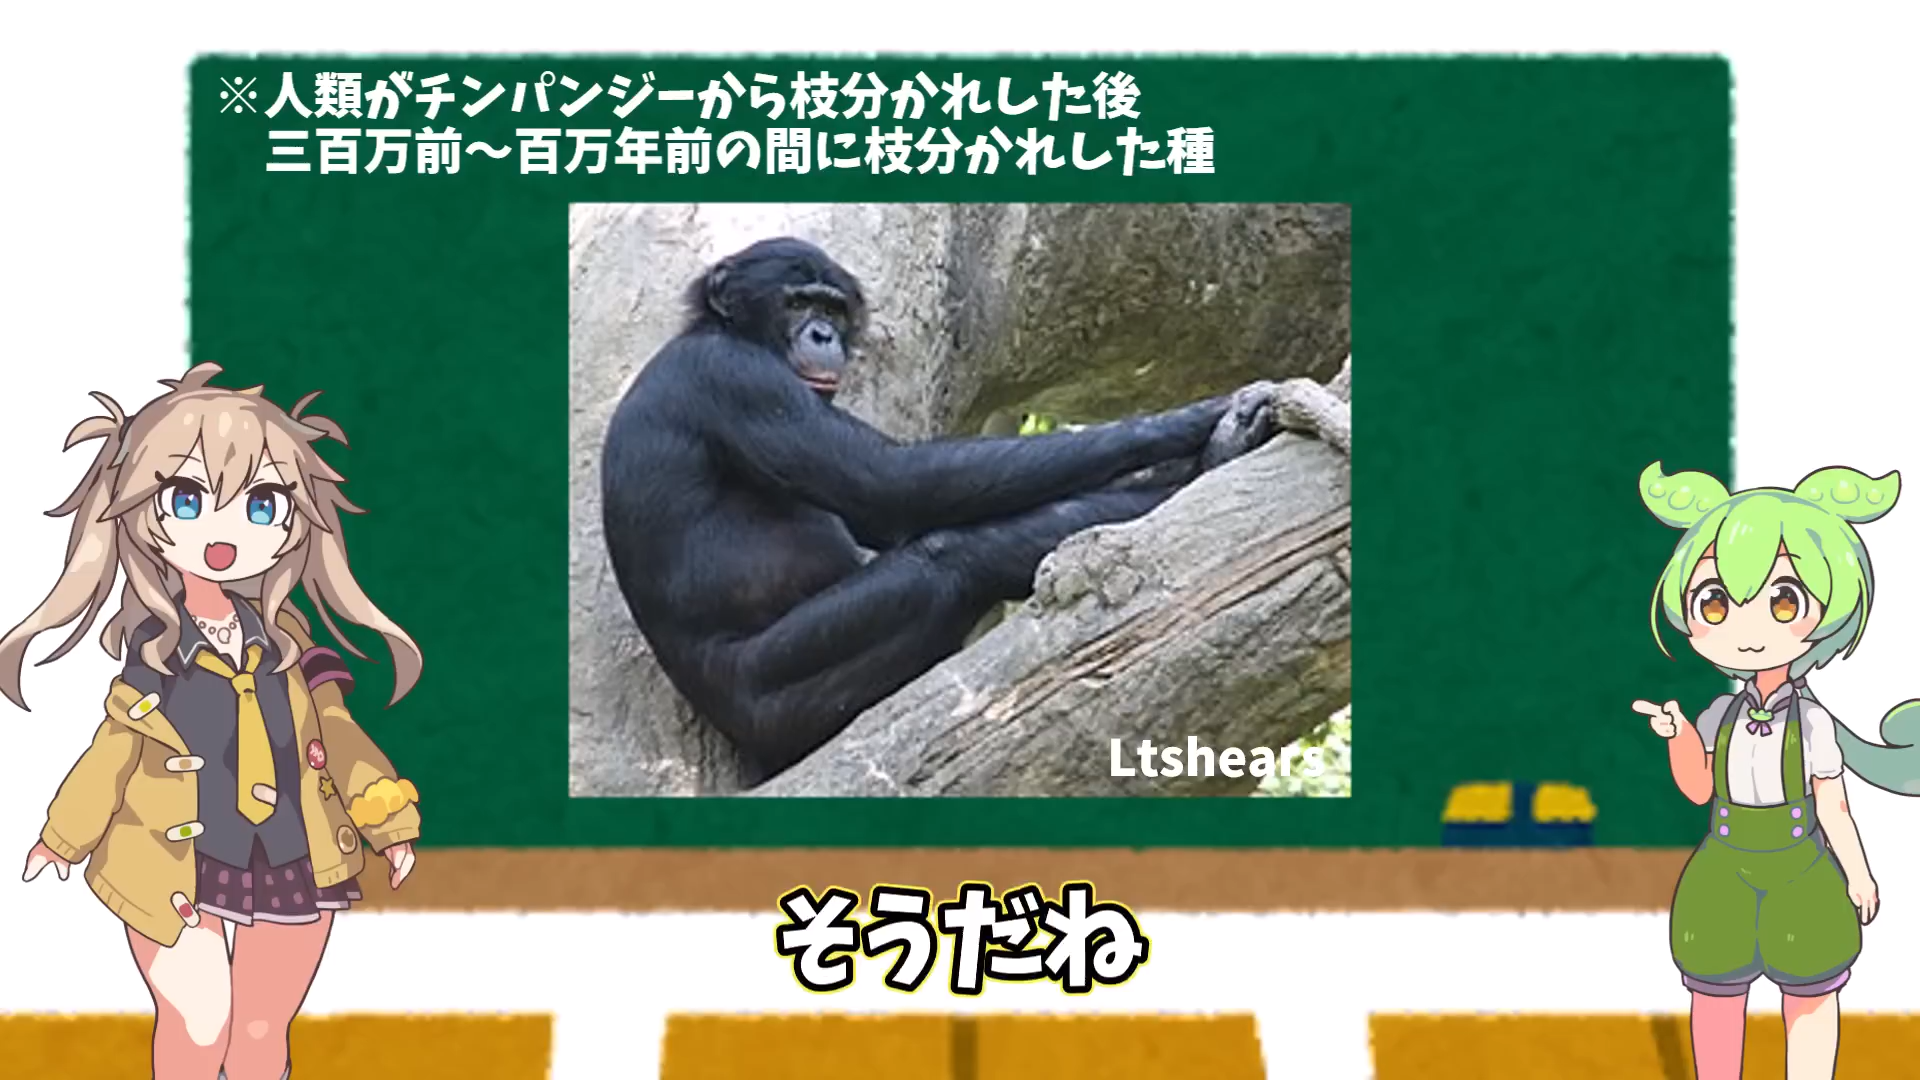 ※人類がチンパンジーから枝分かれした後
三百万前～百万年前の間に枝分かれした種
Ltshears
そうだね